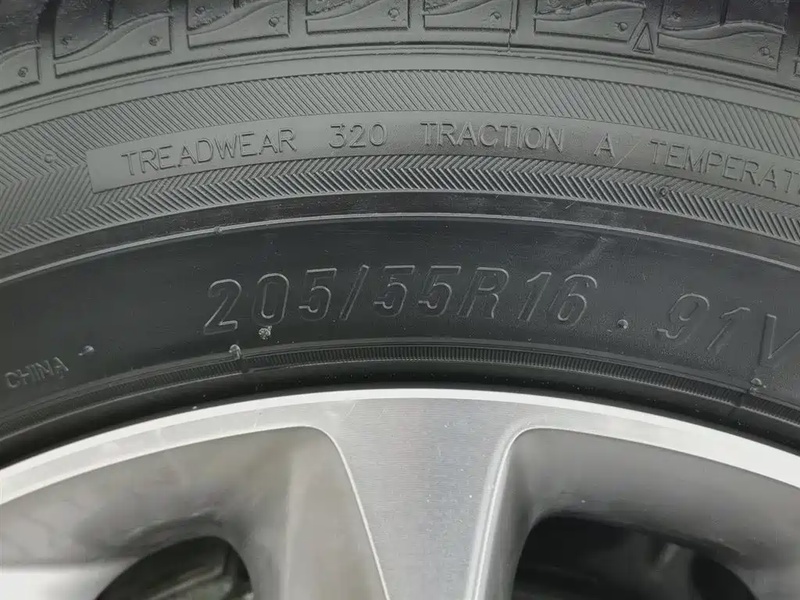 TREADWEAR 320 TRACTION A TEMPERAT
205/55R16 91V
CHINA